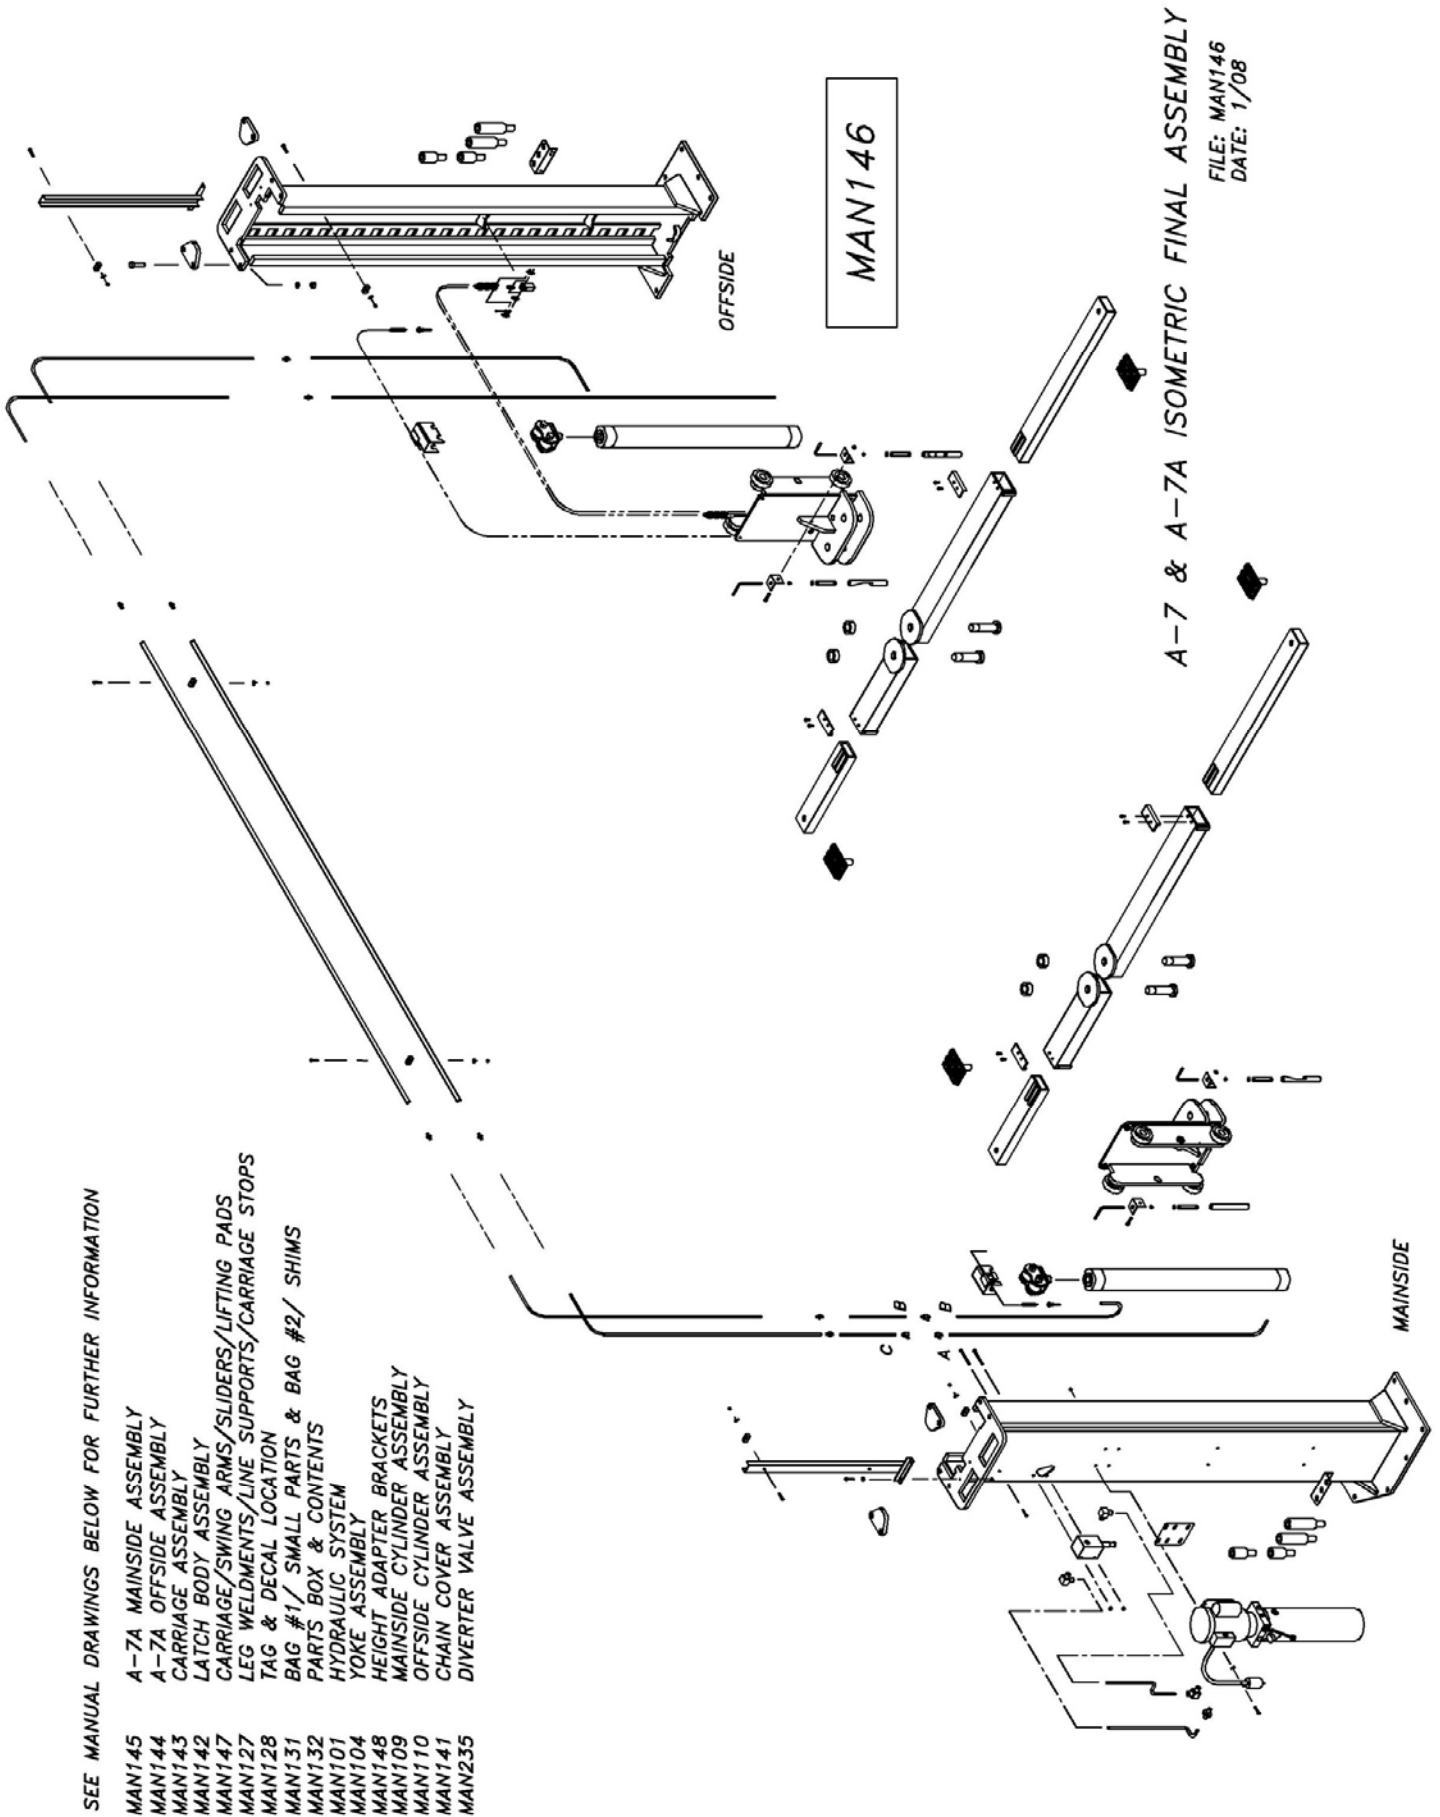 SEE MANUAL DRAWINGS BELOW FOR FURTHER INFORMATION
MAN145 A-7A MAINSIDE ASSEMBLY
MAN144 A-7A OFFSIDE ASSEMBLY
MAN143 CARRIAGE ASSEMBLY
MAN142 LATCH BODY ASSEMBLY
MAN147 CARRIAGE/SWING ARMS/SLIDERS/LIFTING PADS
MAN127 LEG WELDMENTS/LINE SUPPORTS/CARRIAGE STOPS
MAN128 TAG & DECAL LOCATION
MAN131 BAG #1/ SMALL PARTS & BAG #2/ SHIMS
MAN132 PARTS BOX & CONTENTS
MAN101 HYDRAULIC SYSTEM
MAN104 YOKE ASSEMBLY
MAN148 HEIGHT ADAPTER BRACKETS
MAN109 MAINSIDE CYLINDER ASSEMBLY
MAN110 OFFSIDE CYLINDER ASSEMBLY
MAN141 CHAIN COVER ASSEMBLY
MAN235 DIVERTER VALVE ASSEMBLY
OFFSIDE
MAN146
B
B
C
A
MAINSIDE
A-7 & A-7A ISOMETRIC FINAL ASSEMBLY
FILE: MAN146
DATE: 1/08